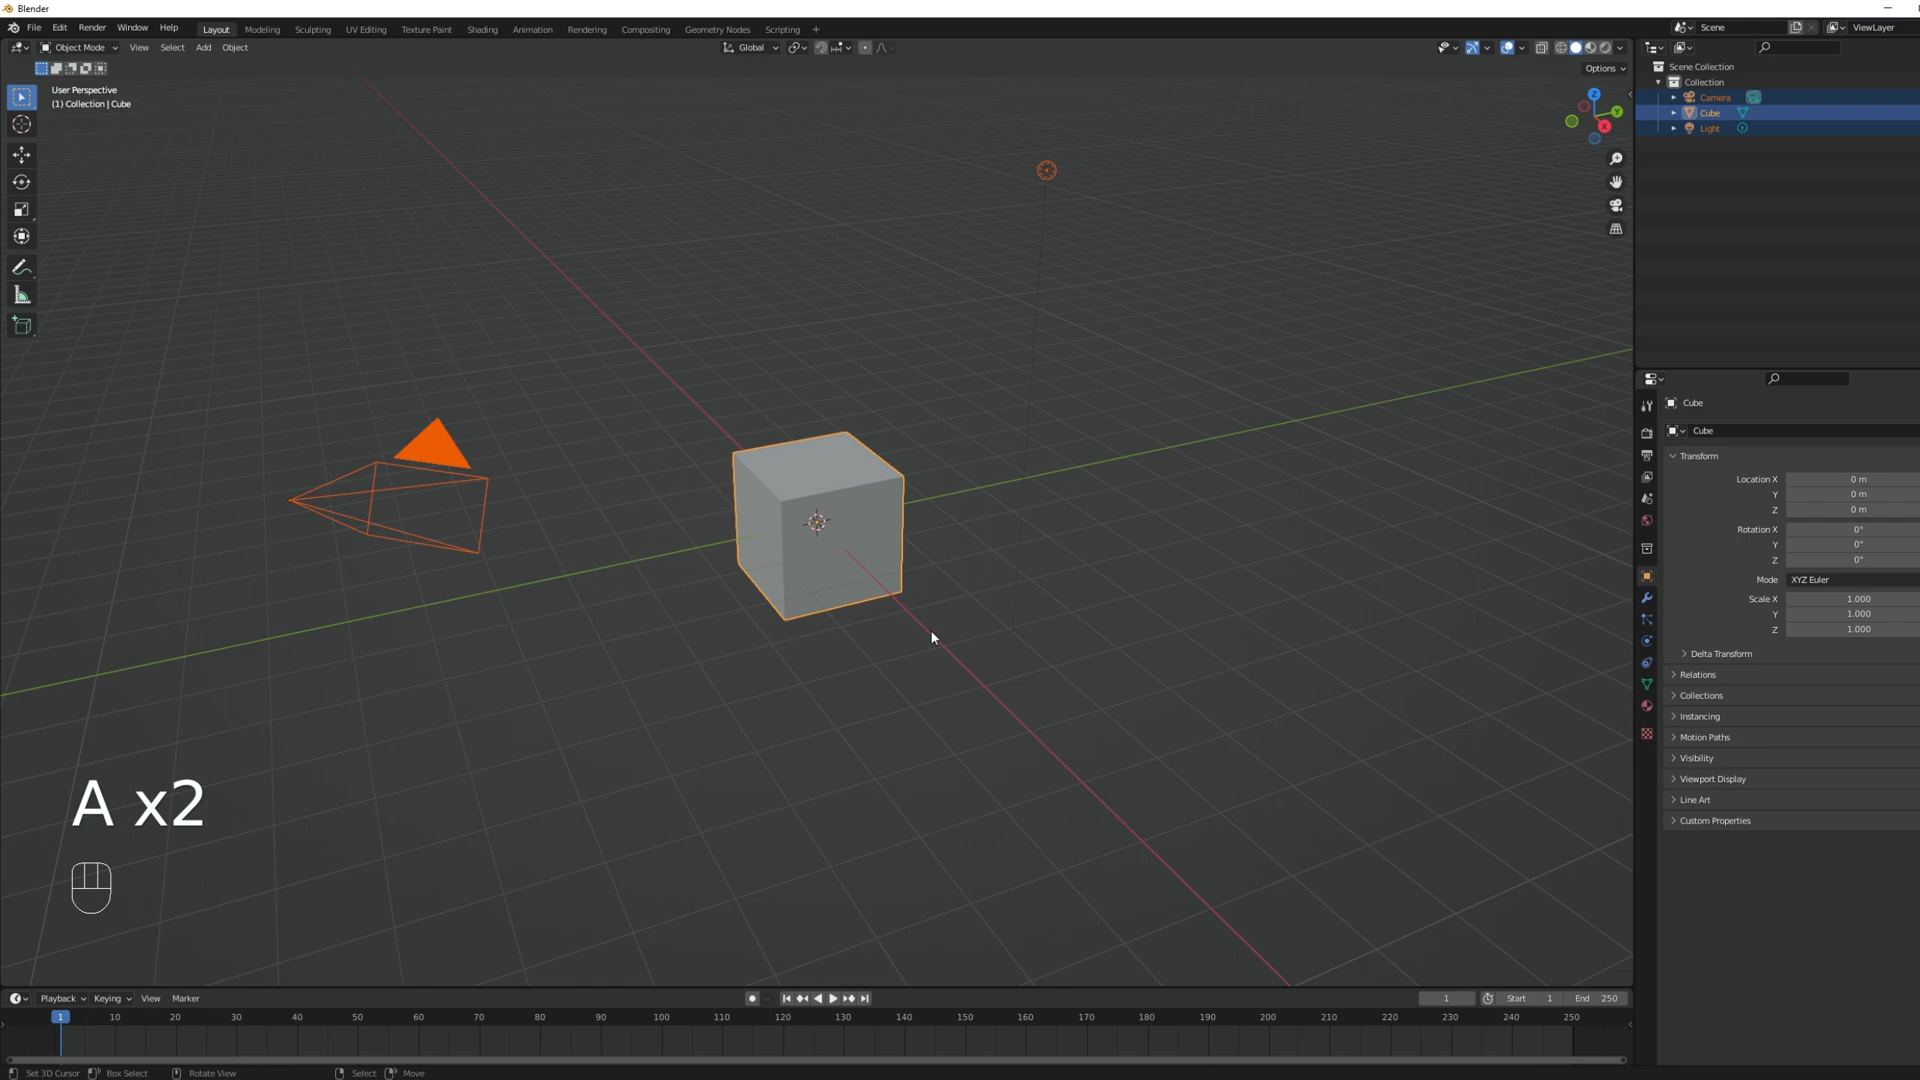 Blender
File Edit Render Window Help Layout Modeling Sculpting UV Editing Texture Paint Shading Animation Rendering Compositing Geometry Nodes Scripting + Scene ViewLayer
Object Mode View Select Add Object Global
Options
User Perspective
(1) Collection | Cube
Z
Y
X
Scene Collection
Collection
Camera
Cube
Light
Cube
Cube
Transform
Location X 0 m
Y 0 m
Z 0 m
Rotation X 0°
Y 0°
Z 0°
Mode XYZ Euler
Scale X 1.000
Y 1.000
Z 1.000
Delta Transform
Relations
Collections
Instancing
Motion Paths
Visibility
Viewport Display
Line Art
Custom Properties
A x2
Playback Keying View Marker 1 Start 1 End 250
1 10 20 30 40 50 60 70 80 90 100 110 120 130 140 150 160 170 180 190 200 210 220 230 240 250
Set 3D Cursor Box Select Rotate View Select Move